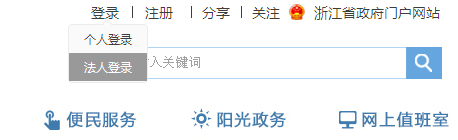 登录 | 注册 | 分享 | 关注 浙江省政府门户网站
个人登录
法人登录 入关键词
便民服务 阳光政务 网上值班室